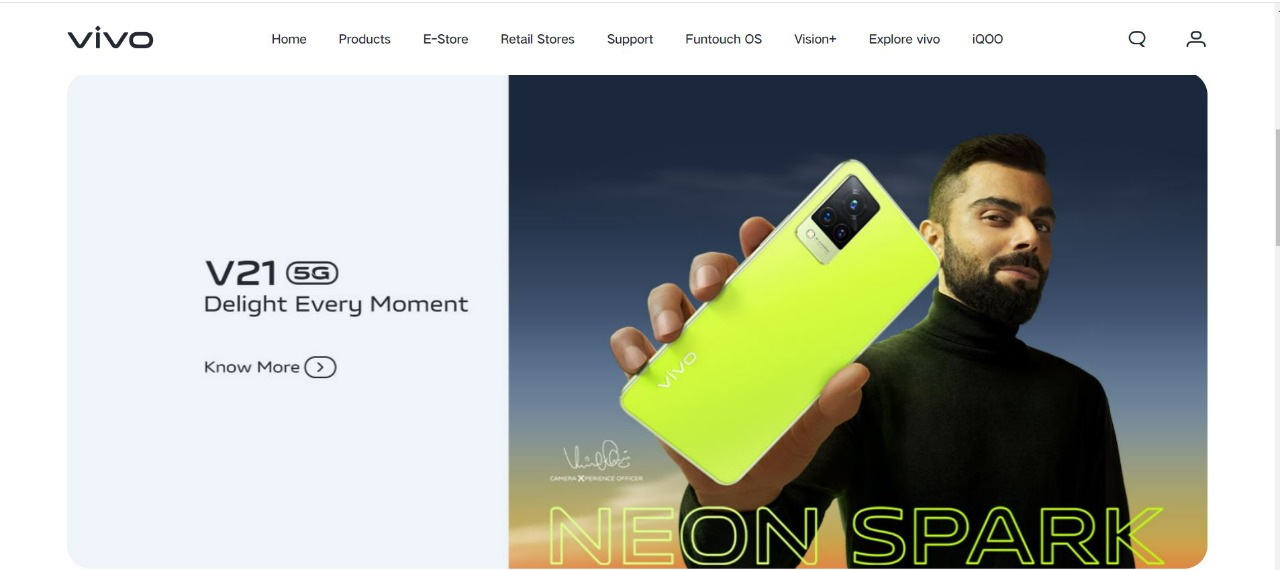 vivo
Home Products E-Store Retail Stores Support Funtouch OS Vision+ Explore vivo iQOO
V21 5G
Delight Every Moment
Know More
vivo
CAMERA XPERIENCE OFFICER
NEON SPARK